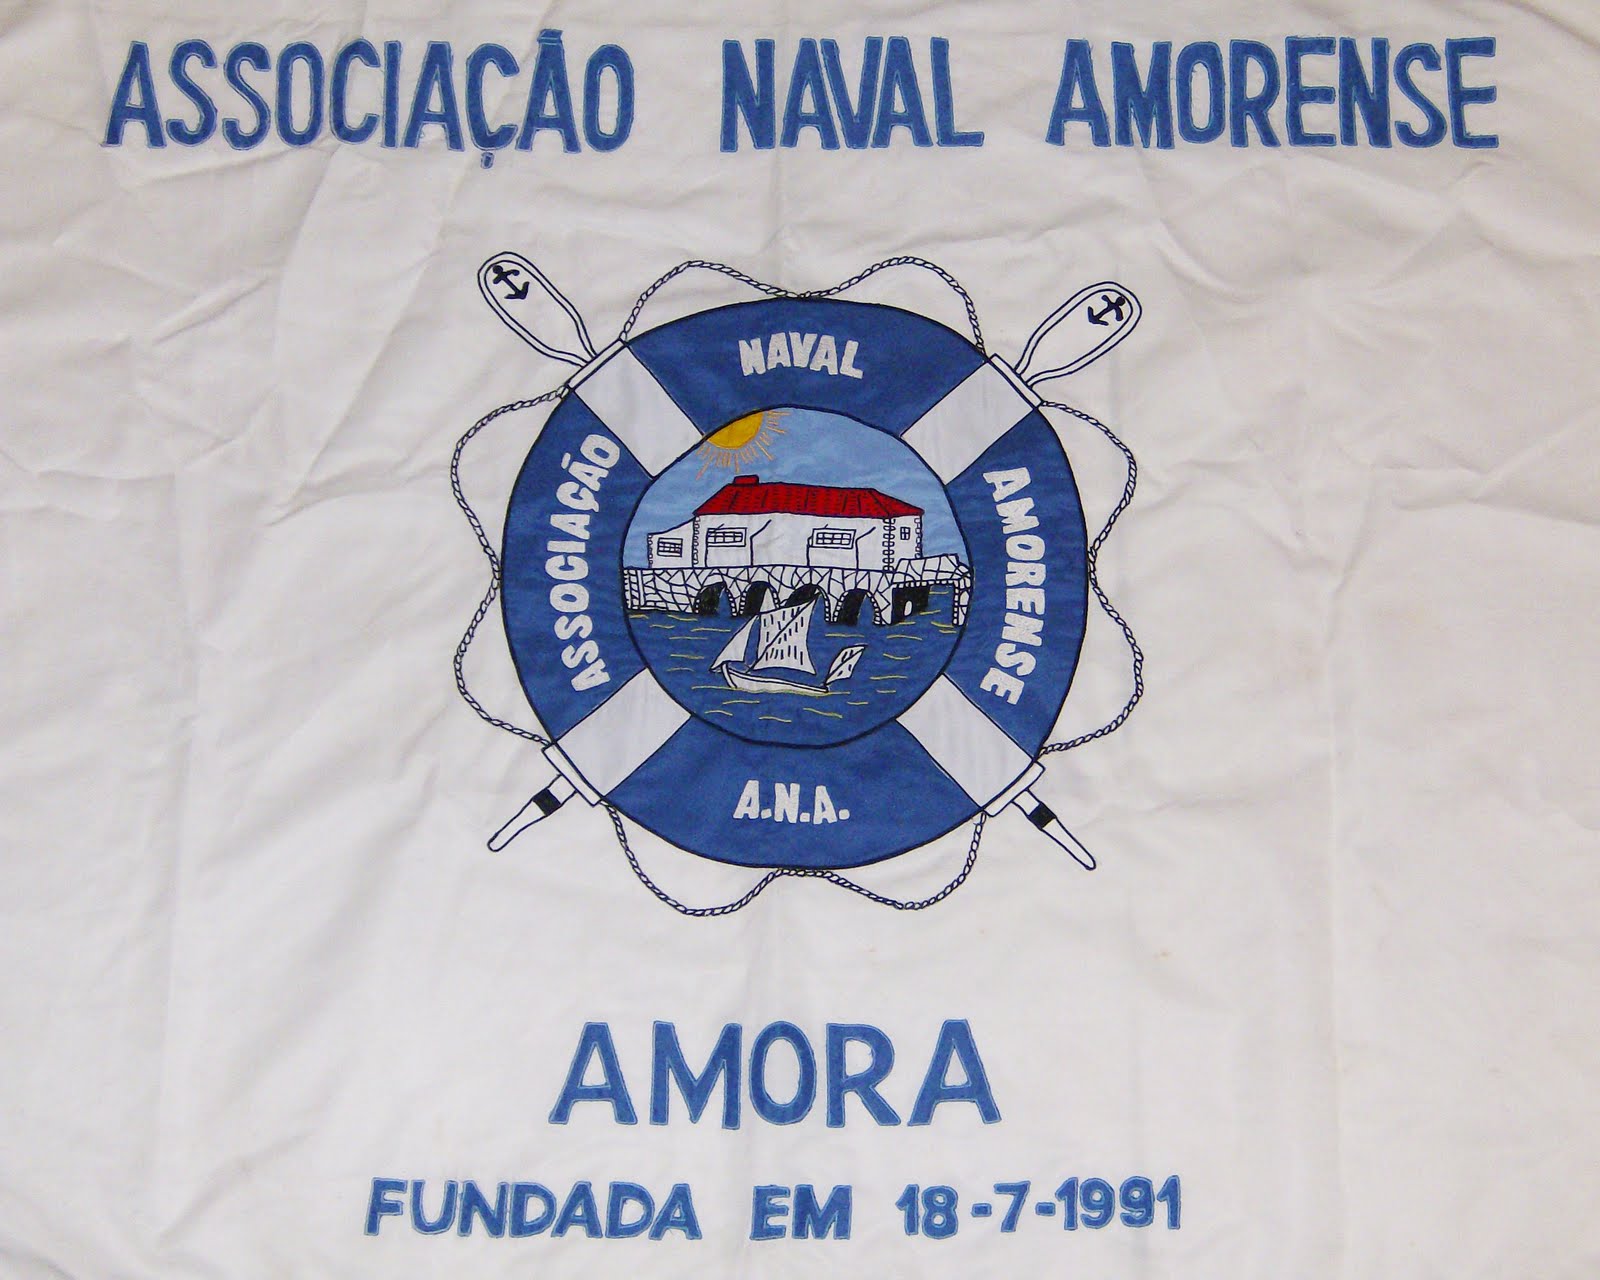 ASSOCIAÇÃO NAVAL AMORENSE
NAVAL
ASSOCIAÇÃO
AMORENSE
A.N.A.
AMORA
FUNDADA EM 18-7-1991